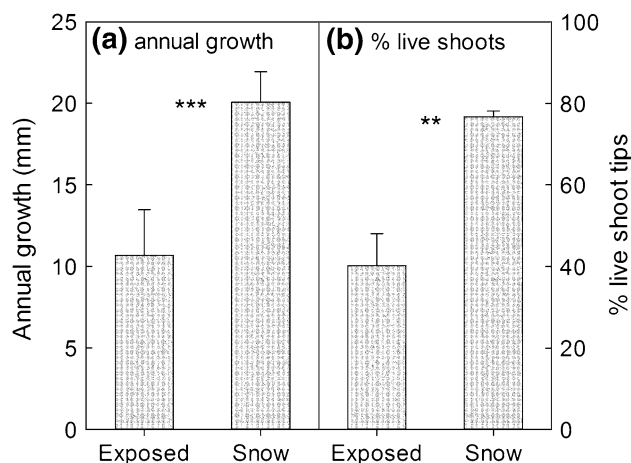 (a) annual growth
(b) % live shoots
Annual growth (mm)
25
20
15
10
5
0
***
**
100
80
60
40
20
0
% live shoot tips
Exposed Snow Exposed Snow